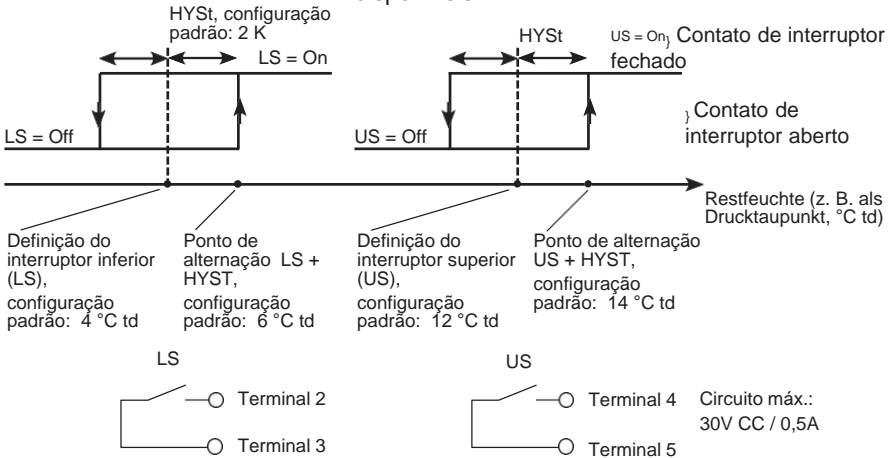 HYSt, configuração
padrão: 2 K
LS = On
HYSt
US = On} Contato de interruptor
fechado
LS = Off
US = Off
} Contato de
interruptor aberto
Restfeuchte (z. B. als
Drucktaupunkt, °C td)
Definição do
interruptor inferior
(LS),
configuração
padrão: 4 °C td
Ponto de
alternação LS +
HYST,
configuração
padrão: 6 °C td
Definição do
interruptor superior
(US),
configuração
padrão: 12 °C td
Ponto de alternação
US + HYST,
configuração
padrão: 14 °C td
LS
Terminal 2
Terminal 3
US
Terminal 4
Terminal 5
Circuito máx.:
30V CC / 0,5A